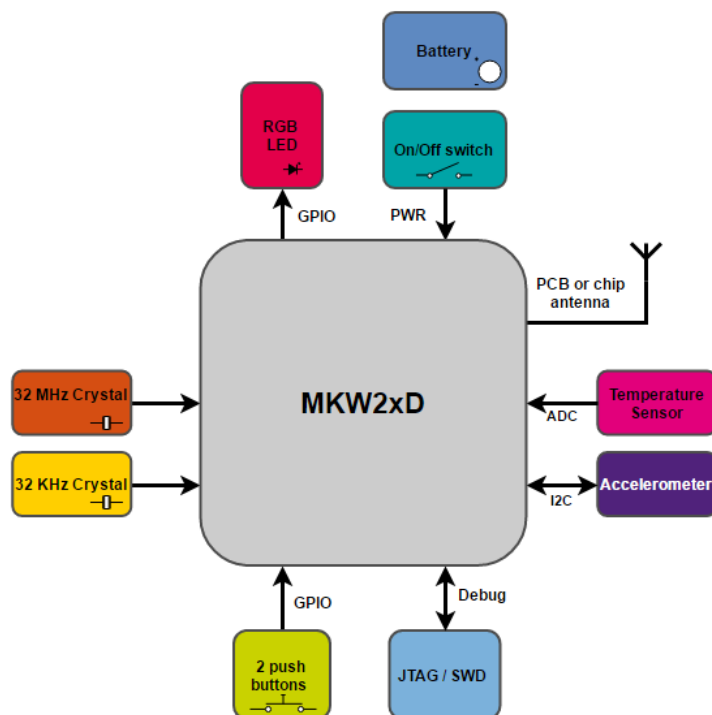 Battery
+
-
RGB
LED
On/Off switch
GPIO
PWR
PCB or chip
antenna
32 MHz Crystal
MKW2xD
Temperature
Sensor
ADC
32 KHz Crystal
Accelerometer
I2C
GPIO
Debug
2 push
buttons
JTAG / SWD